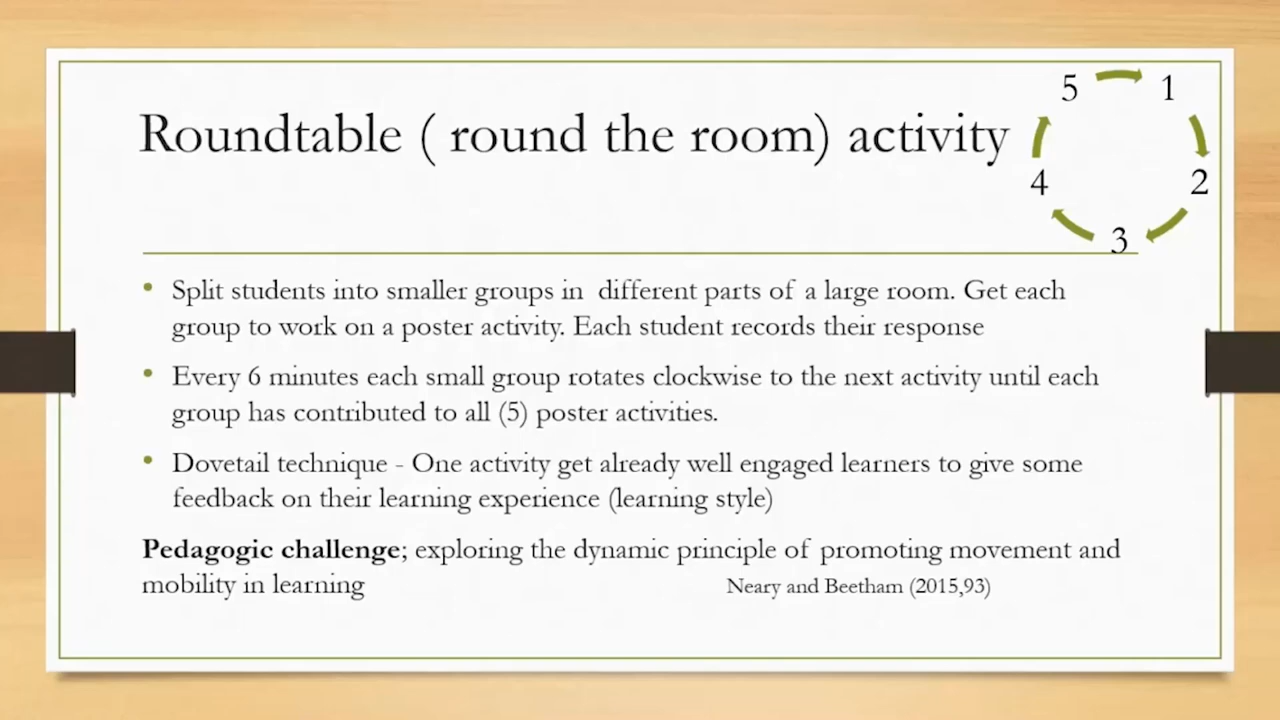 Roundtable ( round the room) activity
5 1
4 2
3
• Split students into smaller groups in different parts of a large room. Get each
group to work on a poster activity. Each student records their response
• Every 6 minutes each small group rotates clockwise to the next activity until each
group has contributed to all (5) poster activities.
• Dovetail technique - One activity get already well engaged learners to give some
feedback on their learning experience (learning style)
Pedagogic challenge; exploring the dynamic principle of promoting movement and
mobility in learning Neary and Beetham (2015,93)